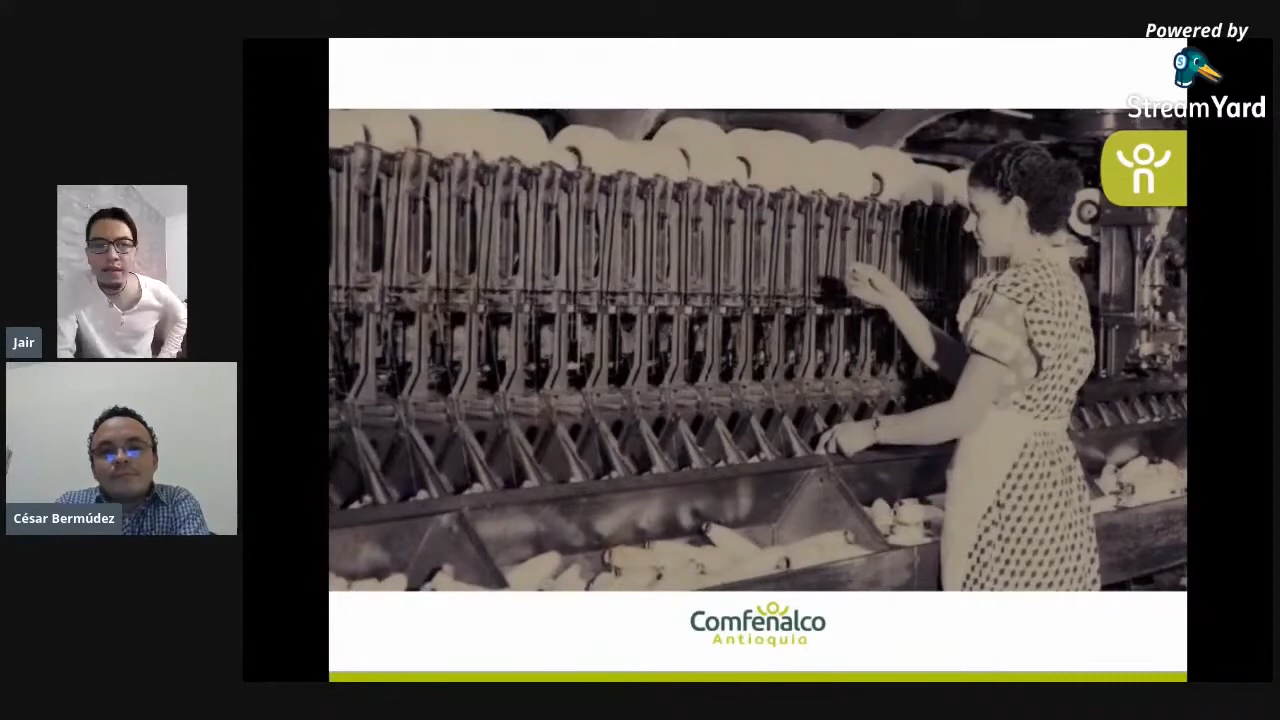 Powered by
StreamYard
Jair
César Bermúdez
Comfenalco
Antioquia